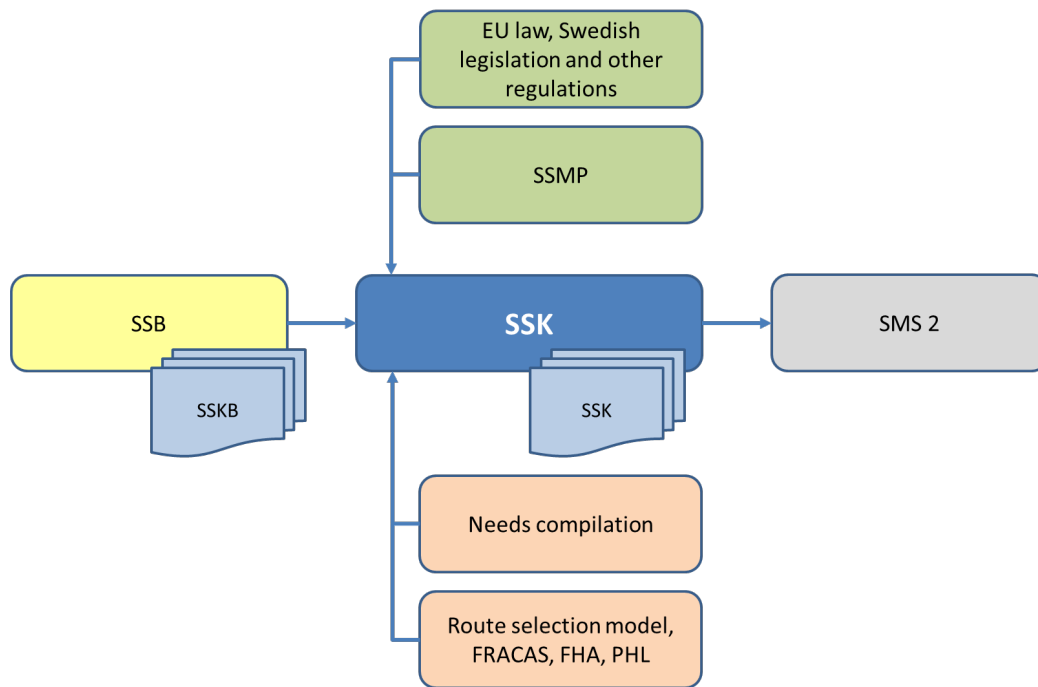 EU law, Swedish
legislation and other
regulations
SSMP
SSB
SSK
SMS 2
SSKB
SSK
Needs compilation
Route selection model,
FRACAS, FHA, PHL